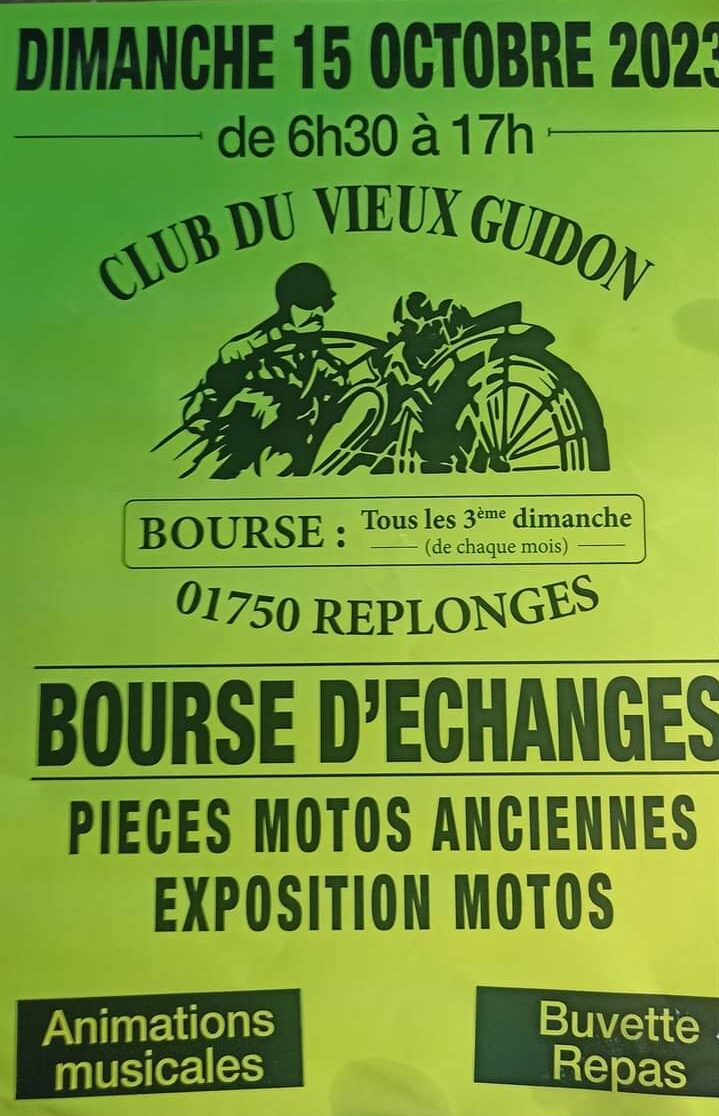 DIMANCHE 15 OCTOBRE 2023
de 6h30 à 17h
CLUB DU VIEUX GUIDON
BOURSE : Tous les 3ème dimanche
(de chaque mois)
01750 REPLONGES
BOURSE D'ECHANGES
PIECES MOTOS ANCIENNES
EXPOSITION MOTOS
Animations
musicales
Buvette
Repas